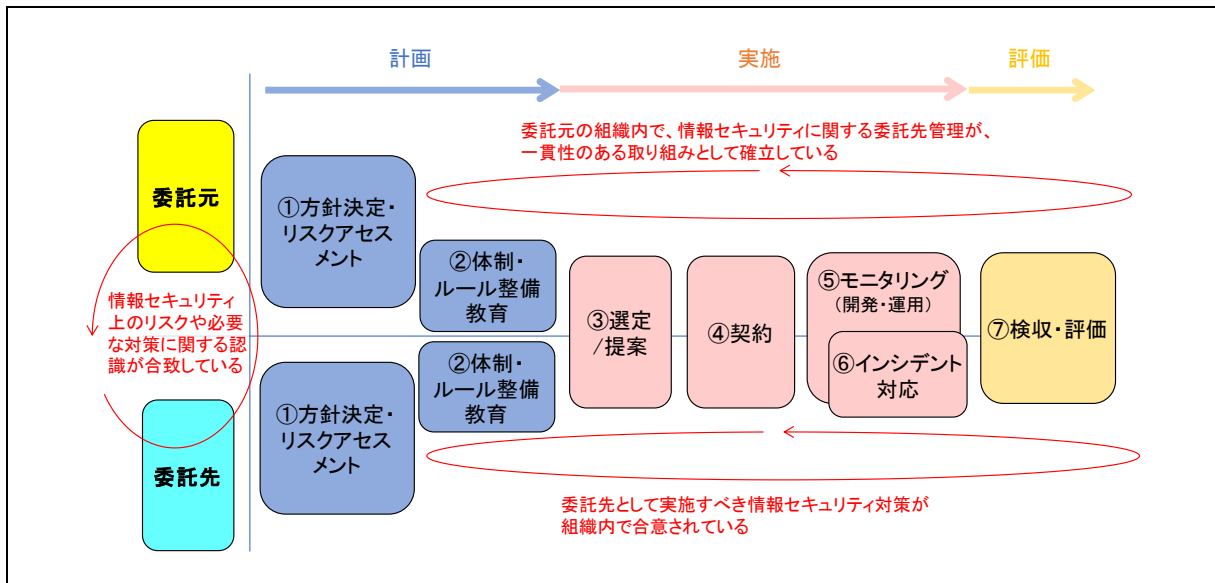 計画
実施
評価
委託元の組織内で、情報セキュリティに関する委託先管理が、
一貫性のある取り組みとして確立している
委託元
①方針決定・
リスクアセス
メント
②体制・
ルール整備
教育
情報セキュリティ
上のリスクや必要
な対策に関する認
識が合致している
③選定
/提案
④契約
⑤モニタリング
(開発・運用)
⑥インシデント
対応
⑦検収・評価
②体制・
ルール整備
教育
①方針決定・
リスクアセス
メント
委託先
委託先として実施すべき情報セキュリティ対策が
組織内で合意されている